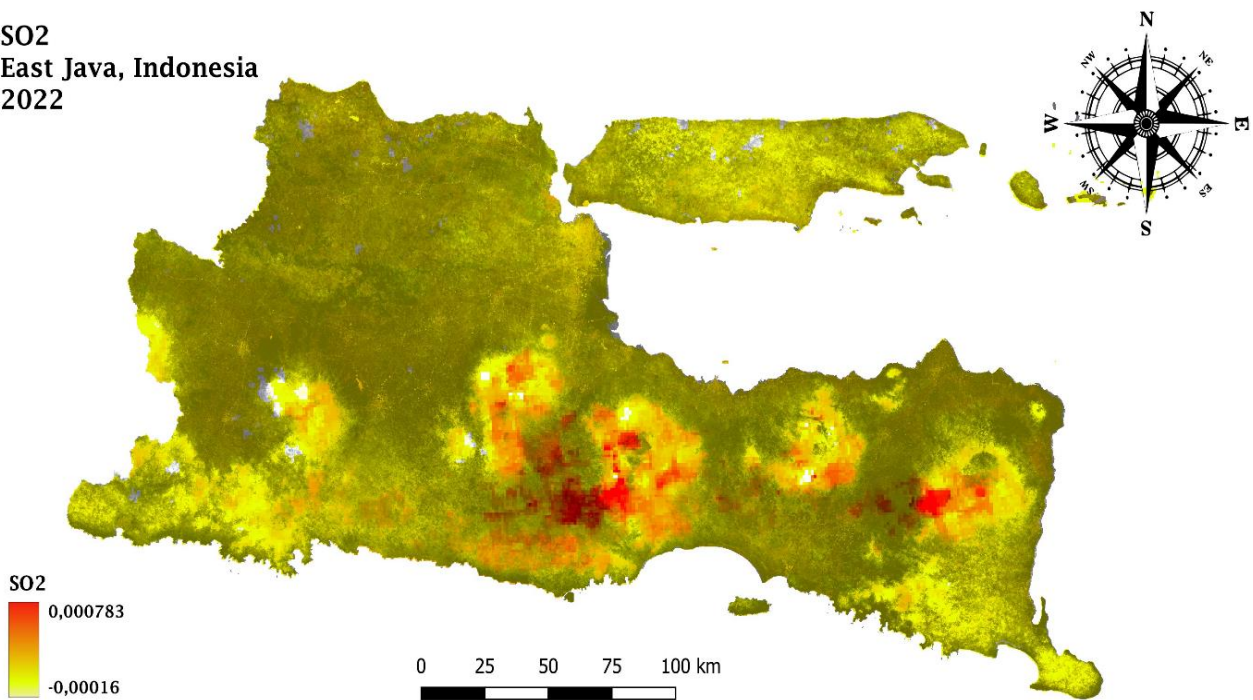 SO2
East Java, Indonesia
2022
N
NW
NE
W
E
SW
ES
S
SO2
0,000783
-0,00016
0 25 50 75 100 km